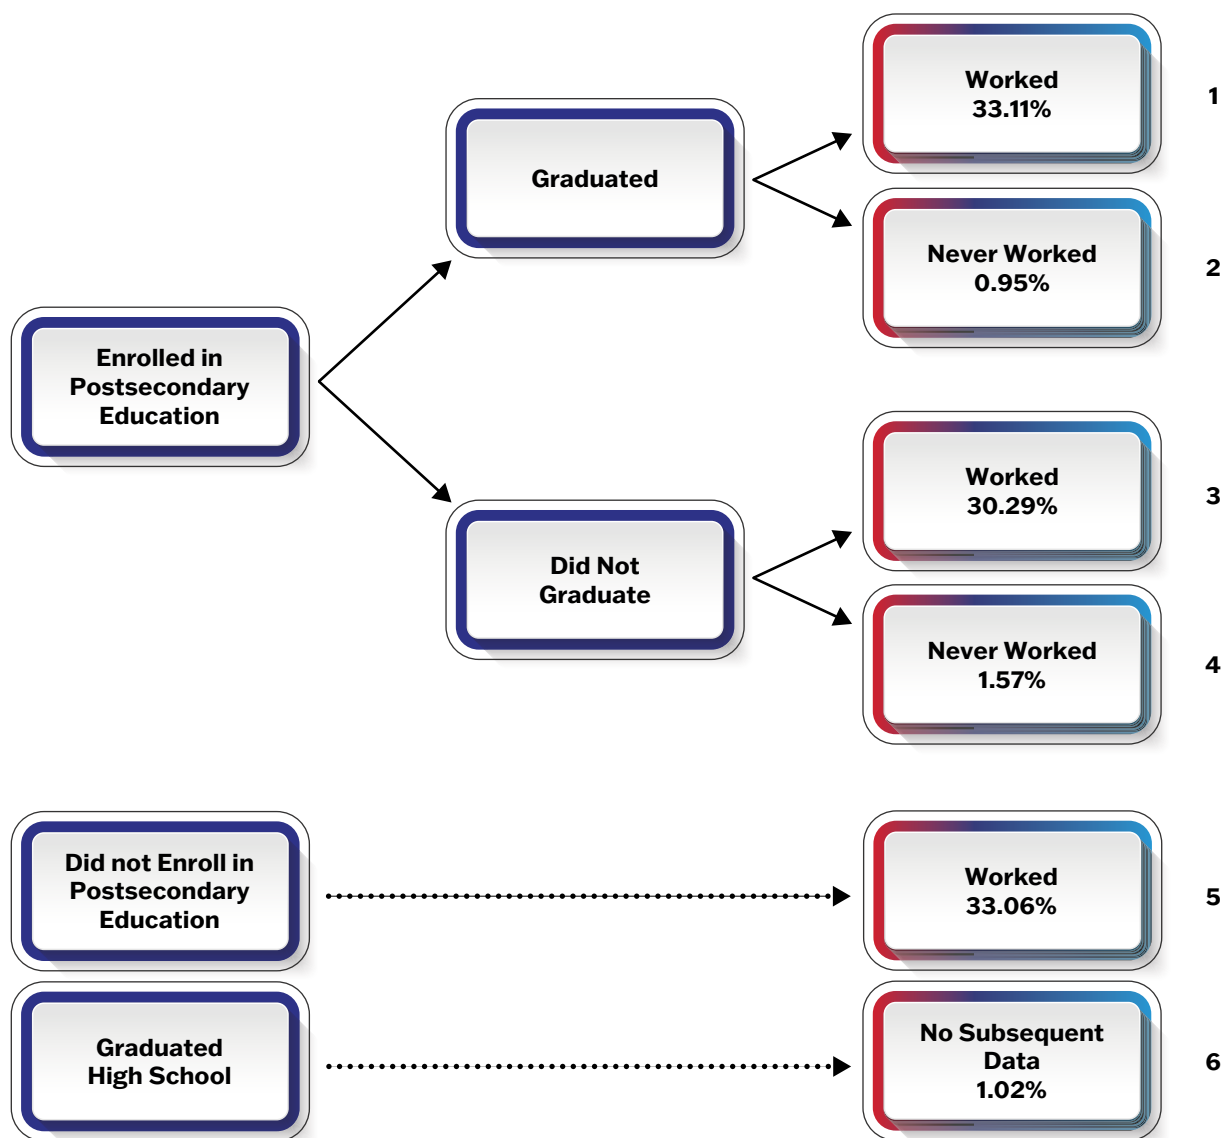 Worked
33.11%
1
Graduated
Never Worked
0.95%
2
Enrolled in
Postsecondary
Education
Worked
30.29%
3
Did Not
Graduate
Never Worked
1.57%
4
Did not Enroll in
Postsecondary
Education
Worked
33.06%
5
Graduated
High School
No Subsequent
Data
1.02%
6